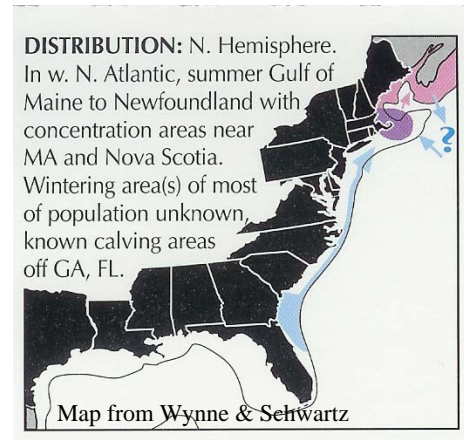 DISTRIBUTION: N. Hemisphere.
In w. N. Atlantic, summer Gulf of
Maine to Newfoundland with
concentration areas near
MA and Nova Scotia.
Wintering area(s) of most
of population unknown,
known calving areas
off GA, FL.
?
Map from Wynne & Schwartz